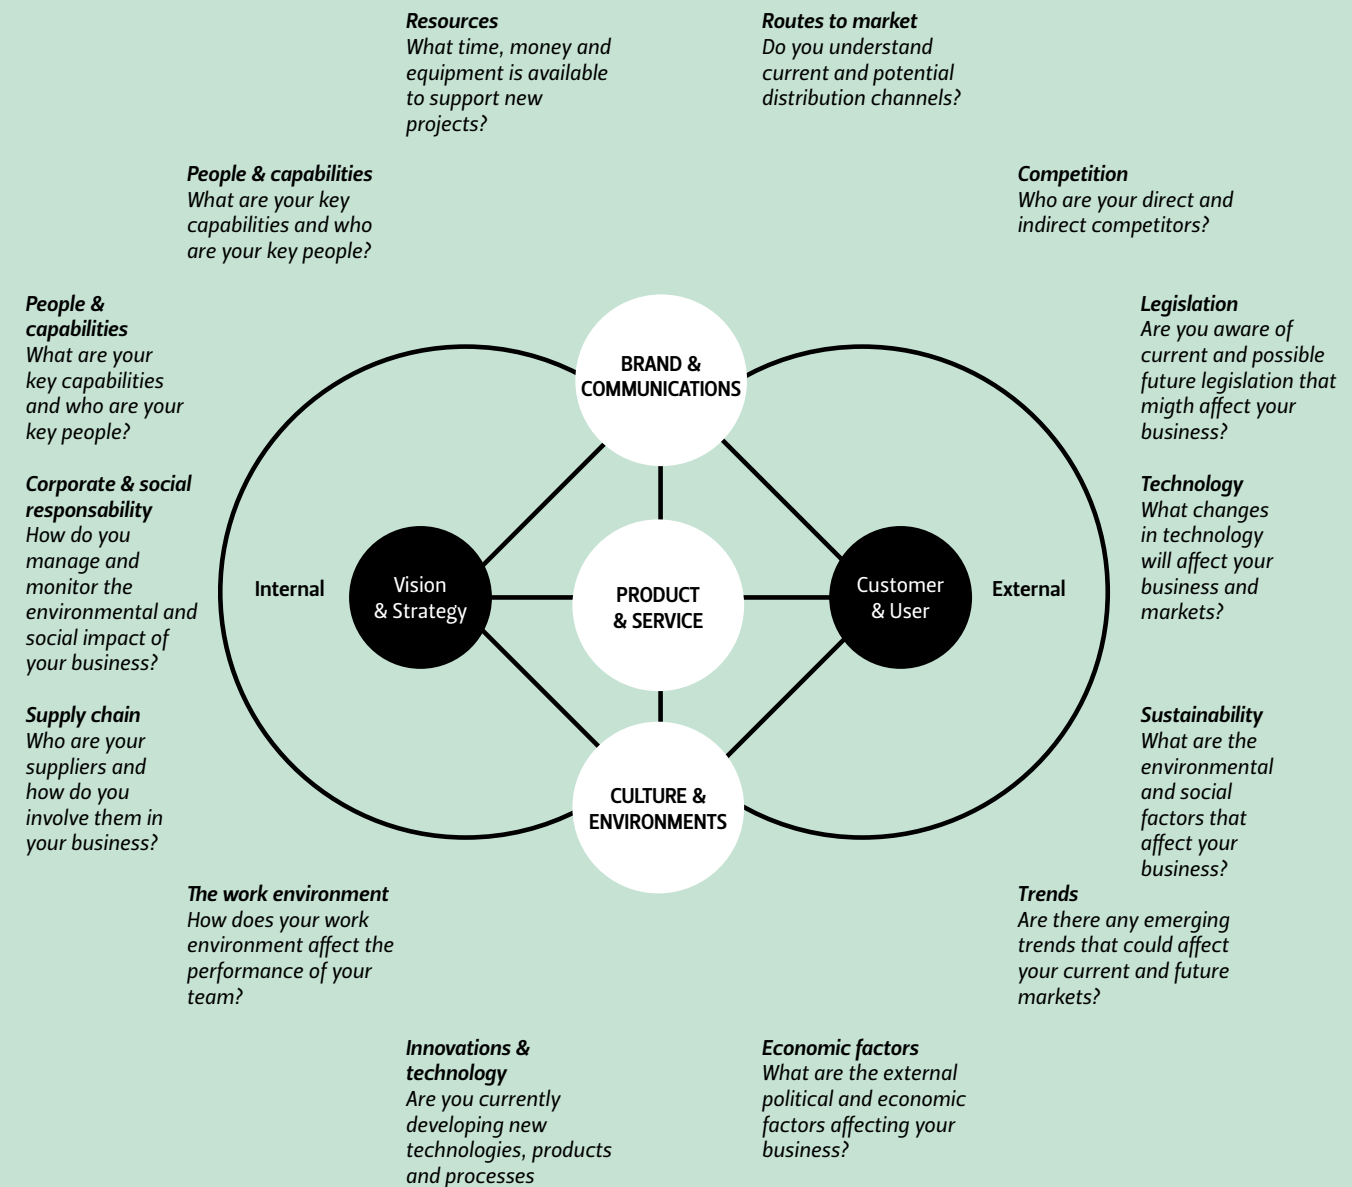 Resources
What time, money and
equipment is available
to support new
projects?
Routes to market
Do you understand
current and potential
distribution channels?
People & capabilities
What are your key
capabilities and who
are your key people?
Competition
Who are your direct and
indirect competitors?
People &
capabilities
What are your
key capabilities
and who are your
key people?
Legislation
Are you aware of
current and possible
future legislation that
migth affect your
business?
BRAND &
COMMUNICATIONS
Corporate & social
responsability
How do you
manage and
monitor the
environmental and
social impact of
your business?
Internal
Vision
& Strategy
PRODUCT
& SERVICE
Customer
& User
External
Technology
What changes
in technology
will affect your
business and
markets?
Supply chain
Who are your
suppliers and
how do you
involve them in
your business?
CULTURE &
ENVIRONMENTS
Sustainability
What are the
environmental
and social
factors that
affect your
business?
The work environment
How does your work
environment affect the
performance of your
team?
Trends
Are there any emerging
trends that could affect
your current and future
markets?
Innovations &
technology
Are you currently
developing new
technologies, products
and processes
Economic factors
What are the external
political and economic
factors affecting your
business?